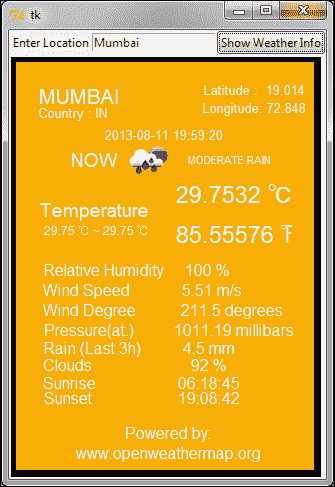 tk
Enter Location Mumbai Show Weather Info
MUMBAI
Country : IN
Latitude : 19.014
Longitude: 72.848
2013-08-11 19:59:20
NOW MODERATE RAIN
Temperature
29.75 °C ~ 29.75 °C
29.7532 °C
85.55576 °F
Relative Humidity 100 %
Wind Speed 5.51 m/s
Wind Degree 211.5 degrees
Pressure(at.) 1011.19 millibars
Rain (Last 3h) 4.5 mm
Clouds 92 %
Sunrise 06:18:45
Sunset 19:08:42
Powered by:
www.openweathermap.org